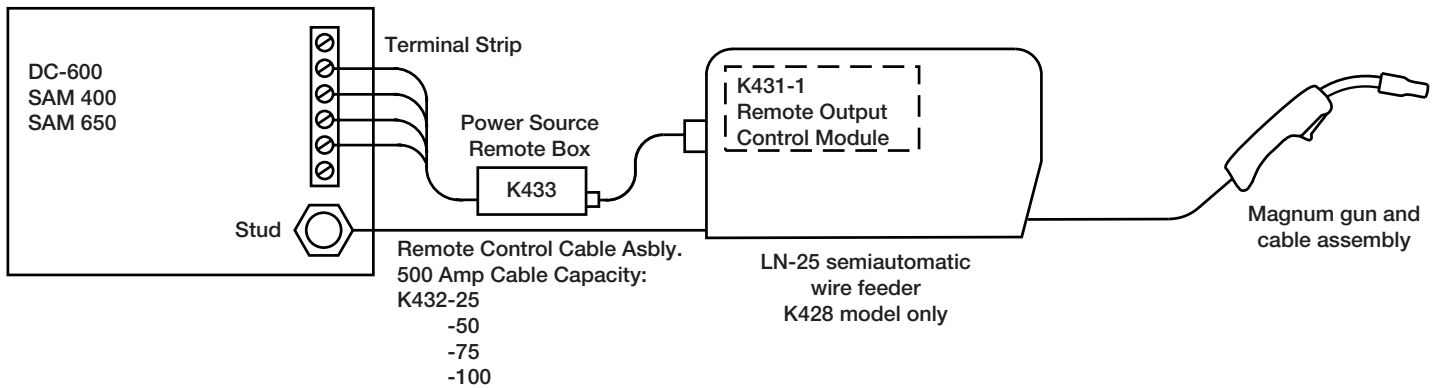 DC-600
SAM 400
SAM 650
Terminal Strip
Stud
Power Source
Remote Box
K433
Remote Control Cable Asbly.
500 Amp Cable Capacity:
K432-25
-50
-75
-100
K431-1
Remote Output
Control Module
LN-25 semiautomatic
wire feeder
K428 model only
Magnum gun and
cable assembly